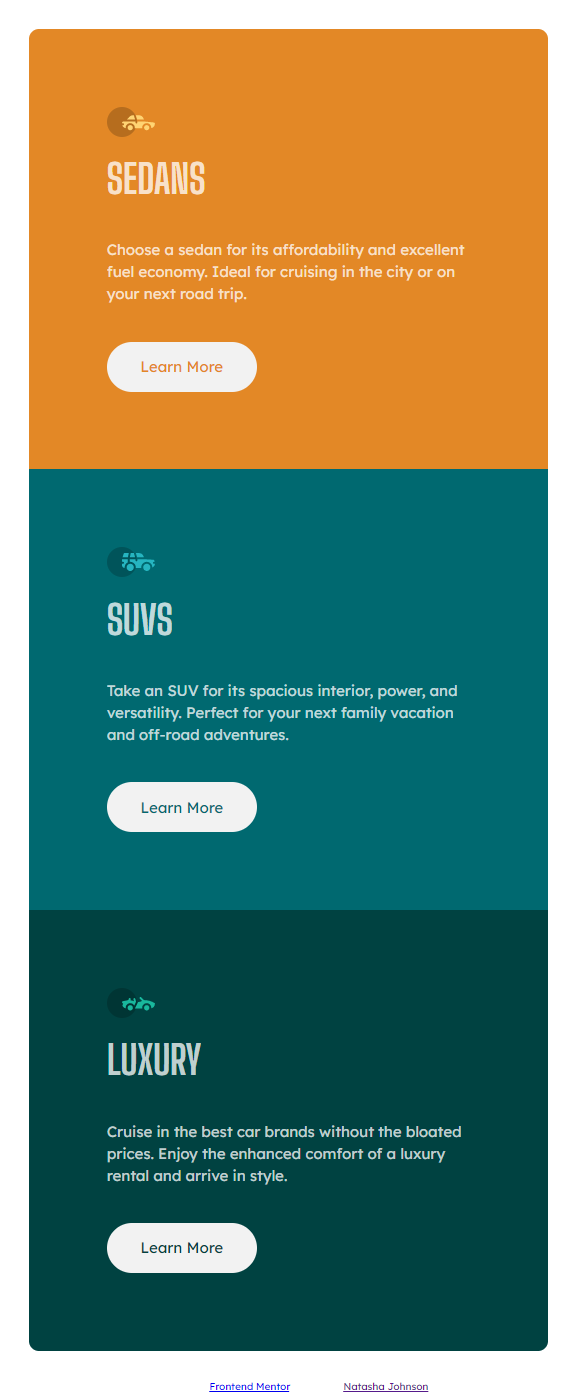 SEDANS
Choose a sedan for its affordability and excellent
fuel economy. Ideal for cruising in the city or on
your next road trip.
Learn More
SUVS
Take an SUV for its spacious interior, power, and
versatility. Perfect for your next family vacation
and off-road adventures.
Learn More
LUXURY
Cruise in the best car brands without the bloated
prices. Enjoy the enhanced comfort of a luxury
rental and arrive in style.
Learn More
Frontend Mentor Natasha Johnson